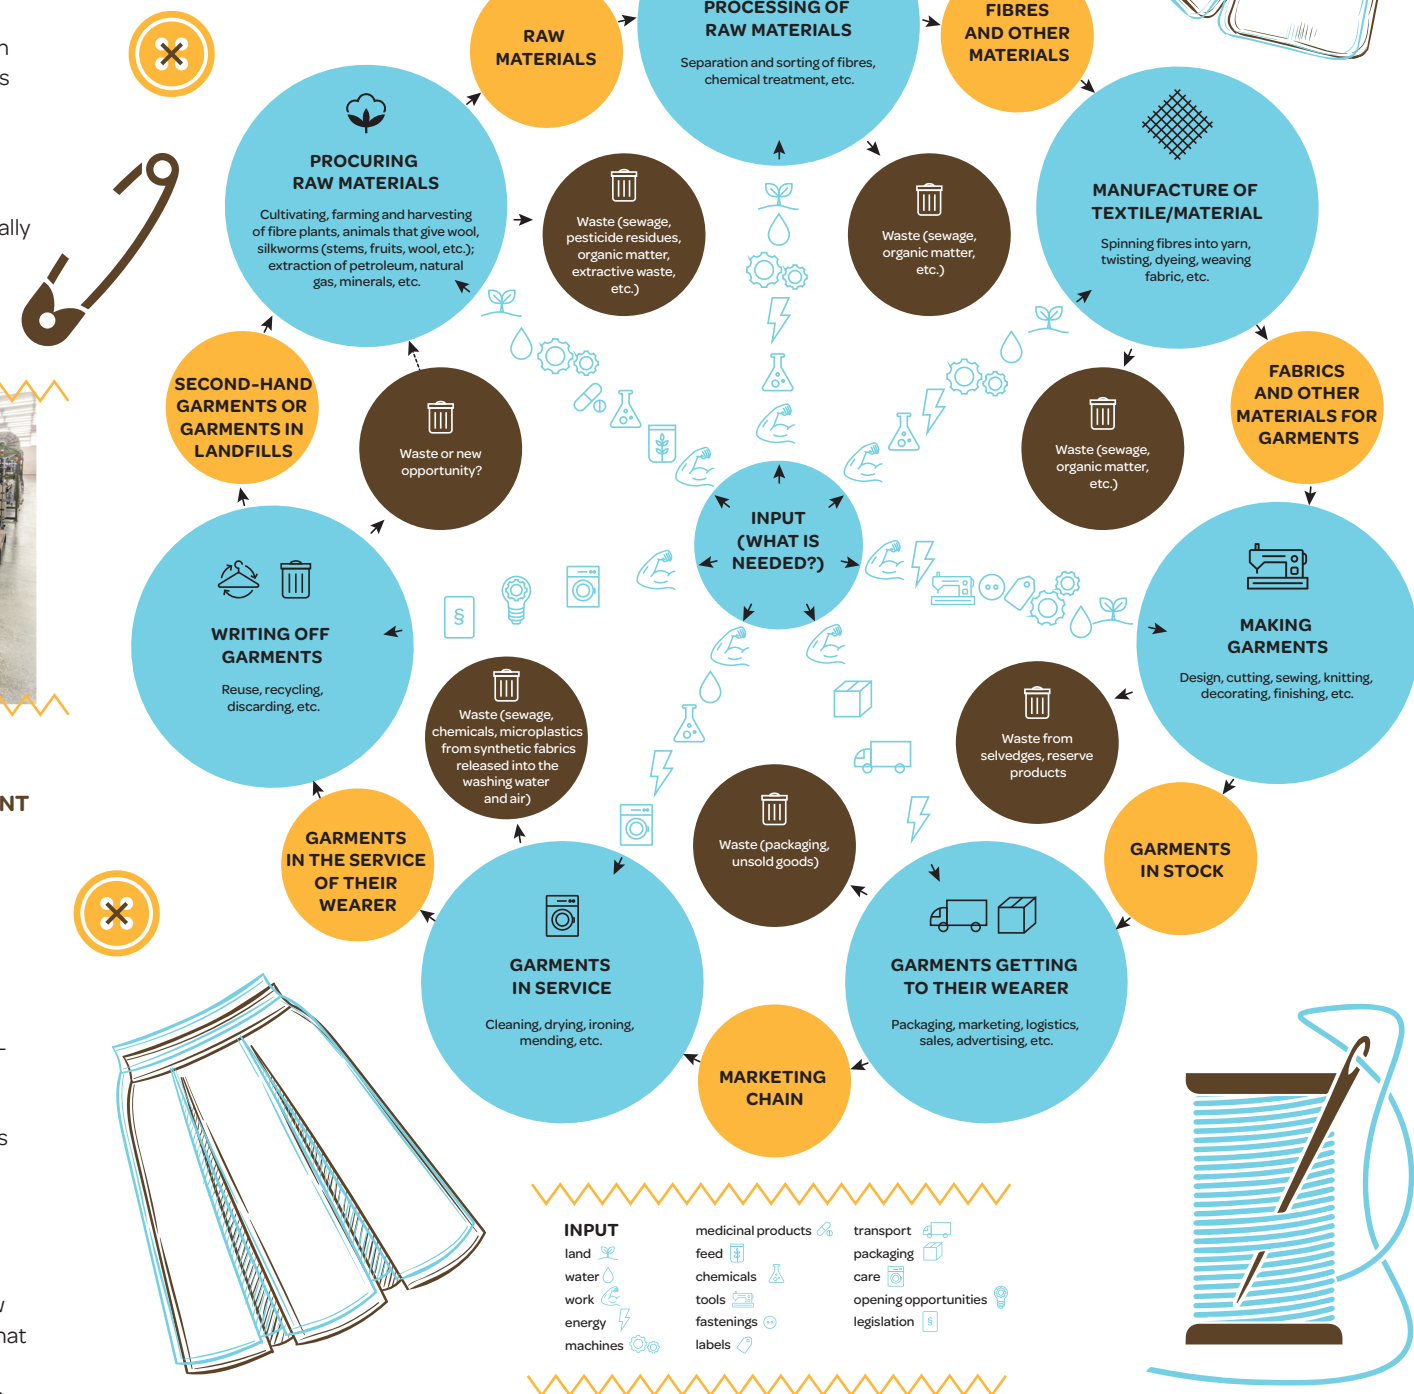 PROCESSING OF
RAW MATERIALS
Separation and sorting of fibres,
chemical treatment, etc.
RAW
MATERIALS
FIBRES
AND OTHER
MATERIALS
PROCURING
RAW MATERIALS
Cultivating, farming and harvesting
of fibre plants, animals that give wool,
silkworms (stems, fruits, wool, etc.);
extraction of petroleum, natural
gas, minerals, etc.
Waste (sewage,
pesticide residues,
organic matter,
extractive waste,
etc.)
Waste (sewage,
organic matter,
etc.)
MANUFACTURE OF
TEXTILE/MATERIAL
Spinning fibres into yarn,
twisting, dyeing, weaving
fabric, etc.
SECOND-HAND
GARMENTS OR
GARMENTS IN
LANDFILLS
Waste or new
opportunity?
Waste (sewage,
organic matter,
etc.)
FABRICS
AND OTHER
MATERIALS FOR
GARMENTS
INPUT
(WHAT IS
NEEDED?)
§
WRITING OFF
GARMENTS
Reuse, recycling,
discarding, etc.
MAKING
GARMENTS
Design, cutting, sewing, knitting,
decorating, finishing, etc.
Waste (sewage,
chemicals, microplastics
from synthetic fabrics
released into the
washing water
and air)
Waste from
selvedges, reserve
products
Waste (packaging,
unsold goods)
GARMENTS
IN THE SERVICE
OF THEIR
WEARER
GARMENTS
IN STOCK
GARMENTS
IN SERVICE
Cleaning, drying, ironing,
mending, etc.
GARMENTS GETTING
TO THEIR WEARER
Packaging, marketing, logistics,
sales, advertising, etc.
MARKETING
CHAIN
INPUT
land
water
work
energy
machines
medicinal products
feed
chemicals
tools
fastenings
labels
transport
packaging
care
opening opportunities
legislation §